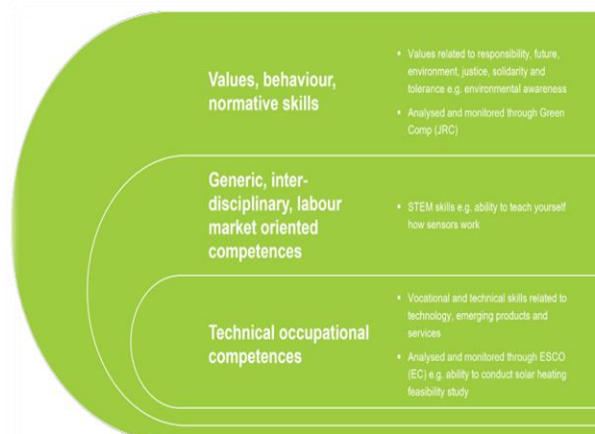 Values, behaviour,
normative skills
• Values related to responsibility, future,
environment, justice, solidarity and
tolerance e.g. environmental awareness
• Analysed and monitored through Green
Comp (JRC)
Generic, inter-
disciplinary, labour
market oriented
competences
• STEM skills e.g. ability to teach yourself
how sensors work
Technical occupational
competences
• Vocational and technical skills related to
technology, emerging products and
services
• Analysed and monitored through ESCO
(EC) e.g. ability to conduct solar heating
feasibility study